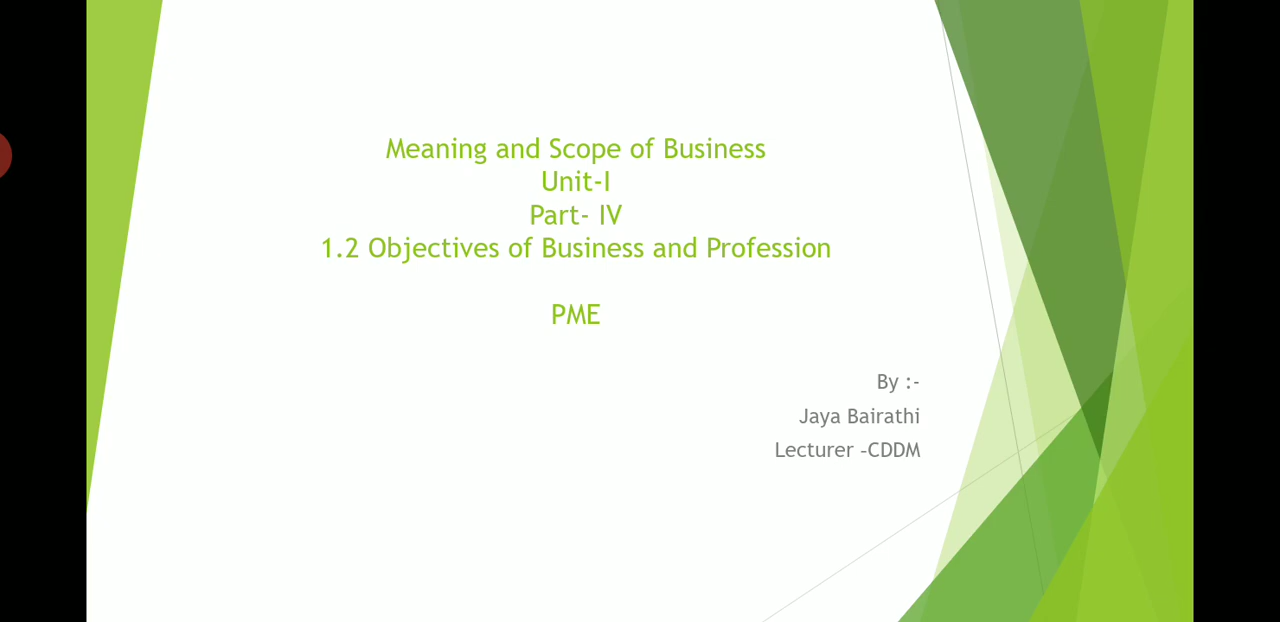 Meaning and Scope of Business
Unit-I
Part- IV
1.2 Objectives of Business and Profession
PME
By :-
Jaya Bairathi
Lecturer -CDDM